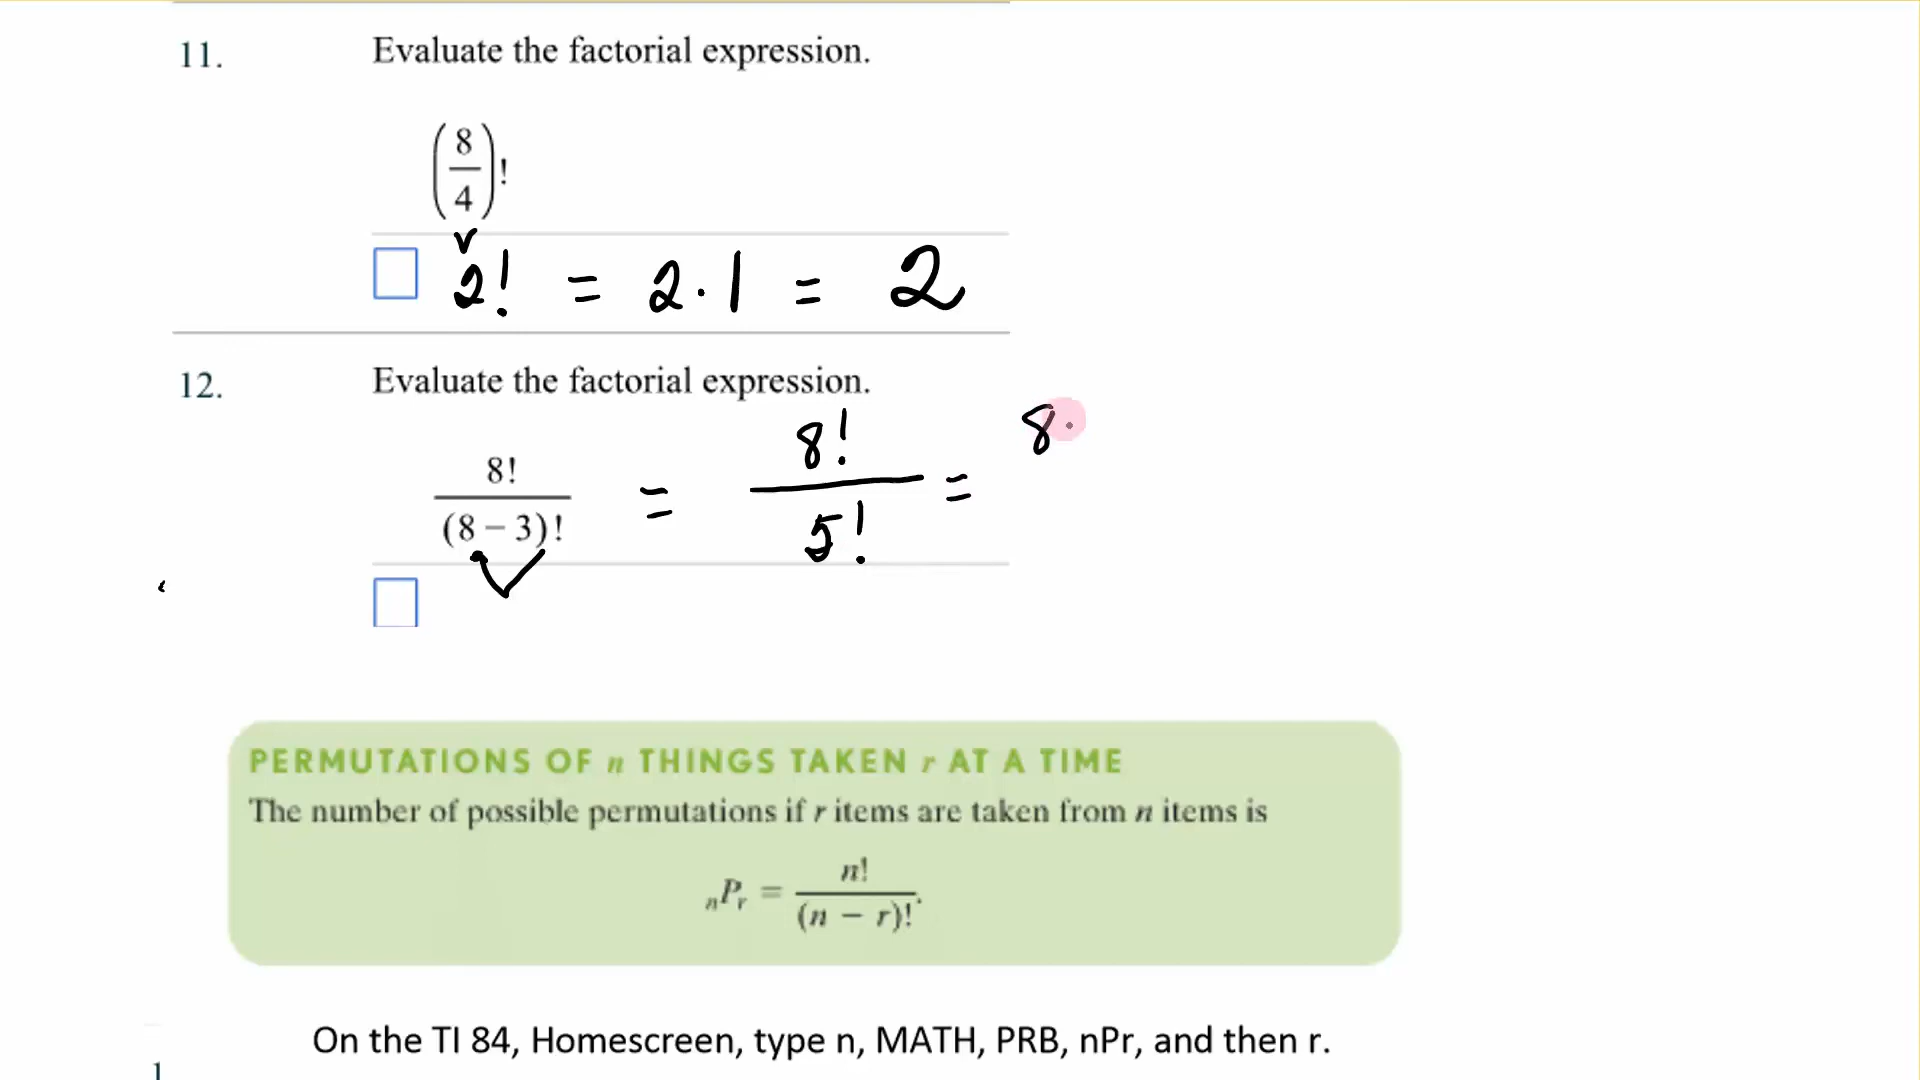 11. Evaluate the factorial expression.
(8/4)!
2! = 2 · 1 = 2
12. Evaluate the factorial expression.
8!/(8 − 3)! = 8!/5! = 8·
PERMUTATIONS OF n THINGS TAKEN r AT A TIME
The number of possible permutations if r items are taken from n items is
nPr = n!/(n − r)!.
On the TI 84, Homescreen, type n, MATH, PRB, nPr, and then r.
1